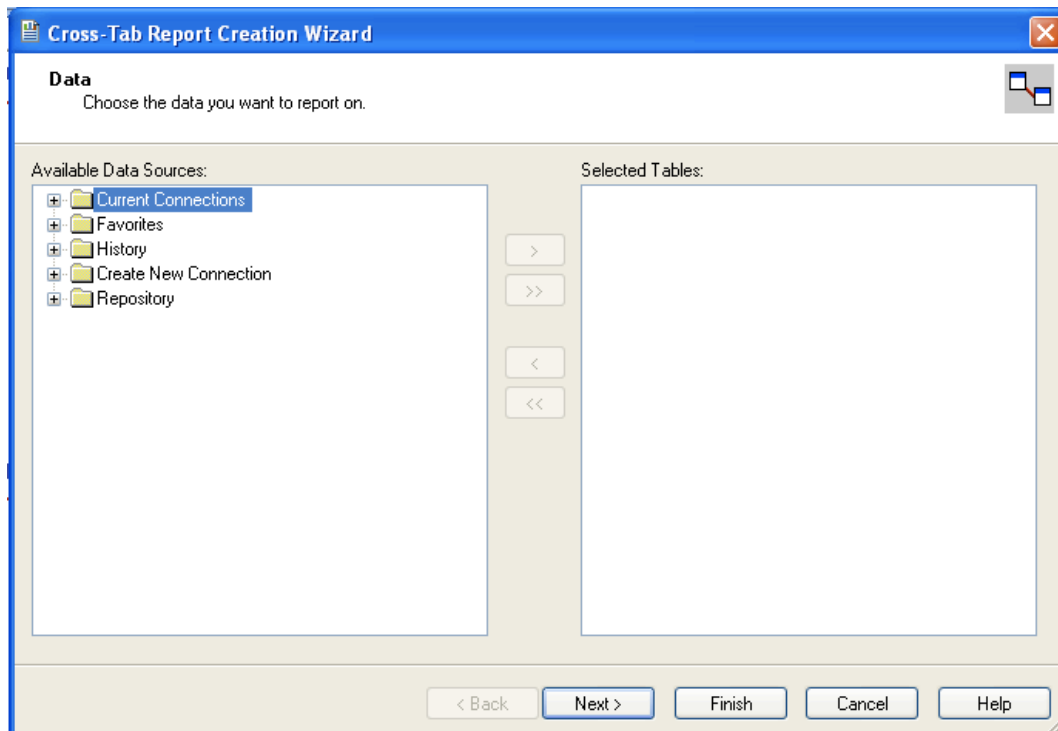 Cross-Tab Report Creation Wizard
Data
Choose the data you want to report on.
Available Data Sources:
Selected Tables:
Current Connections
Favorites
History
Create New Connection
Repository
>
>>
<
<<
< Back
Next >
Finish
Cancel
Help